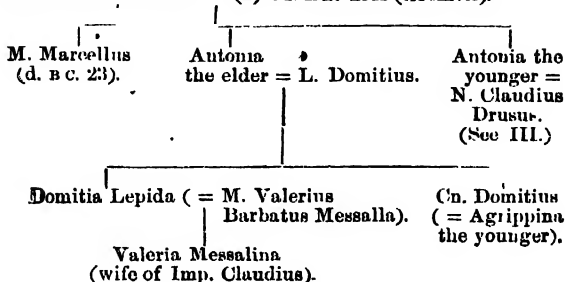 M. Marcellus
(d. B C. 23).
Antonia
the elder = L. Domitius.
Antonia the
younger =
N. Claudius
Drusus.
(See III.)
Domitia Lepida ( = M. Valerius
Barbatus Messalla).
Cn. Domitius
( = Agrippina
the younger).
Valeria Messalina
(wife of Imp. Claudius).